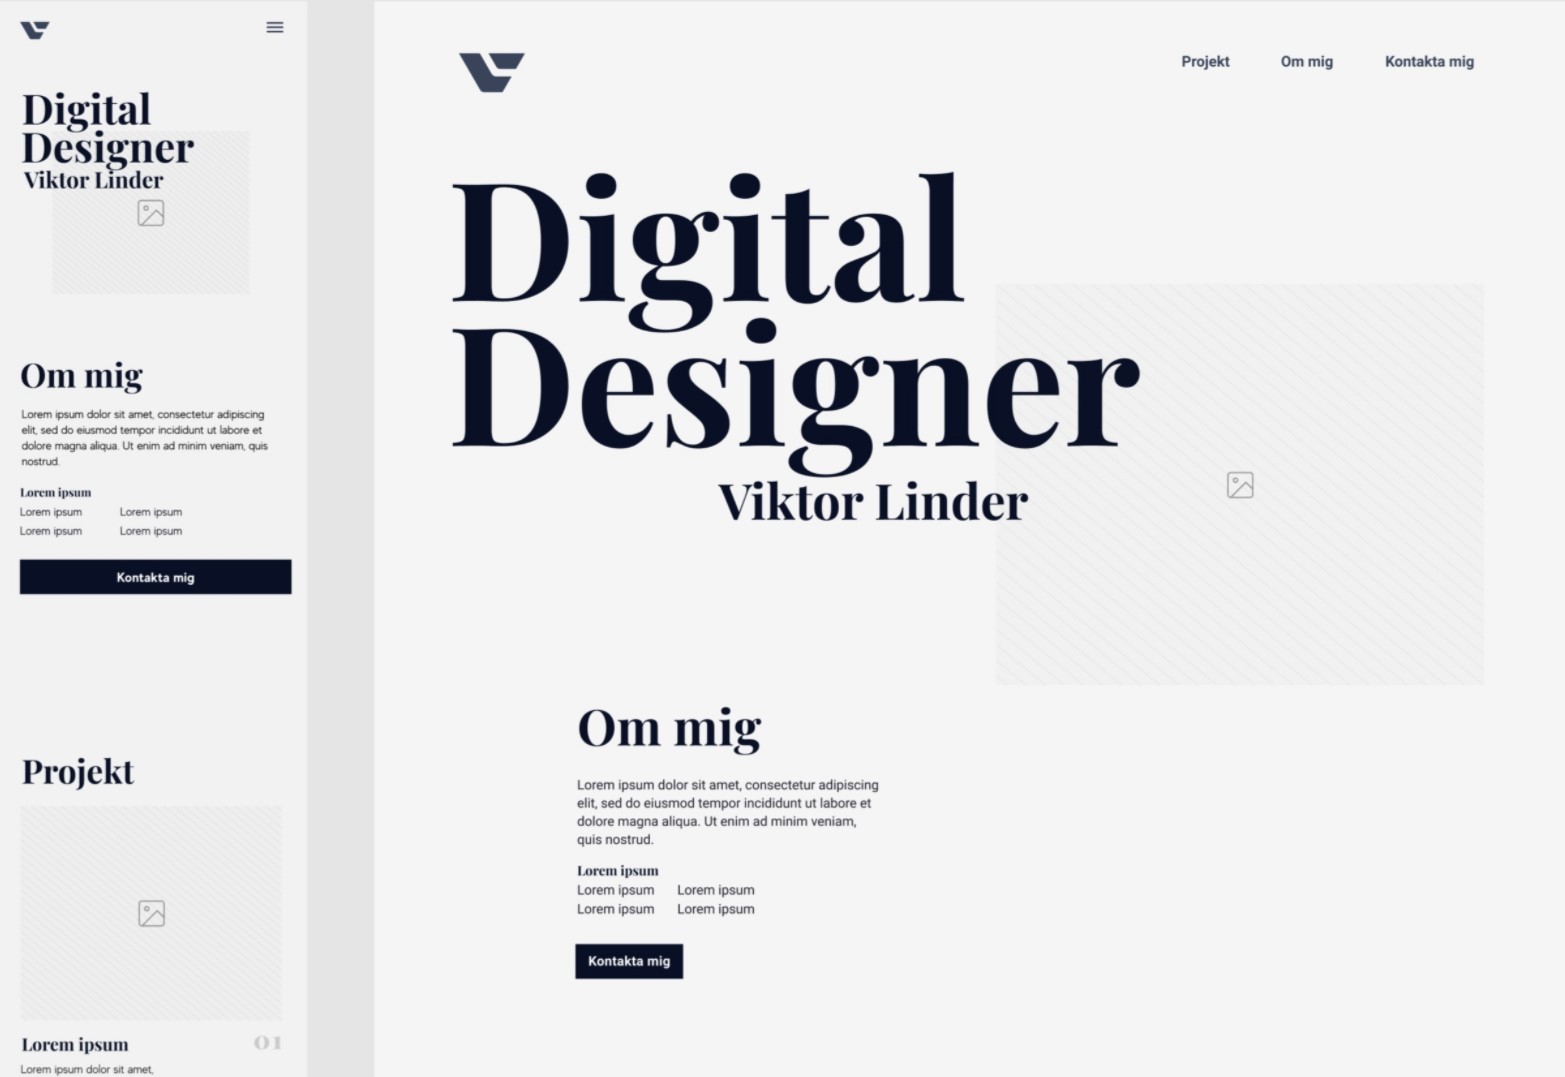 Digital
Designer
Viktor Linder
Om mig
Lorem ipsum dolor sit amet, consectetur adipiscing
elit, sed do eiusmod tempor incididunt ut labore et
dolore magna aliqua. Ut enim ad minim veniam, quis
nostrud.
Lorem ipsum
Lorem ipsum Lorem ipsum
Lorem ipsum Lorem ipsum
Kontakta mig
Projekt
Lorem ipsum 01
Lorem ipsum dolor sit amet,
Projekt Om mig Kontakta mig
Digital
Designer
Viktor Linder
Om mig
Lorem ipsum dolor sit amet, consectetur adipiscing
elit, sed do eiusmod tempor incididunt ut labore et
dolore magna aliqua. Ut enim ad minim veniam,
quis nostrud.
Lorem ipsum
Lorem ipsum Lorem ipsum
Lorem ipsum Lorem ipsum
Kontakta mig